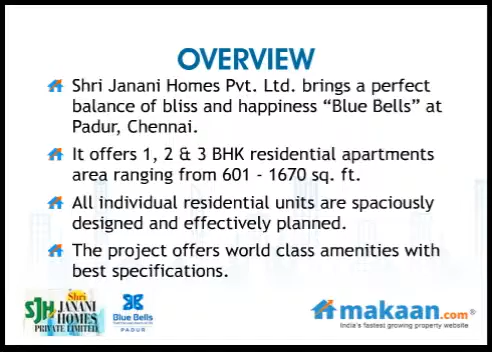 OVERVIEW
Shri Janani Homes Pvt. Ltd. brings a perfect
balance of bliss and happiness “Blue Bells” at
Padur, Chennai.
It offers 1, 2 & 3 BHK residential apartments
area ranging from 601 - 1670 sq. ft.
All individual residential units are spaciously
designed and effectively planned.
The project offers world class amenities with
best specifications.
Shri
SJH JANANI
HOMES
PRIVATE LIMITED
Blue Bells
PADUR
makaan.com®
India's fastest growing property website